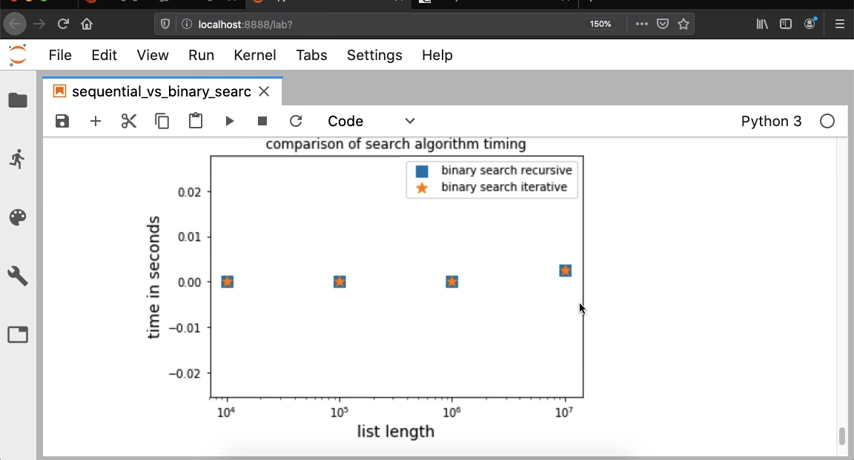 localhost:8888/lab?
150%
File Edit View Run Kernel Tabs Settings Help
sequential_vs_binary_searc
Code
Python 3
comparison of search algorithm timing
binary search recursive
binary search iterative
time in seconds
0.02
0.01
0.00
−0.01
−0.02
10⁴ 10⁵ 10⁶ 10⁷
list length